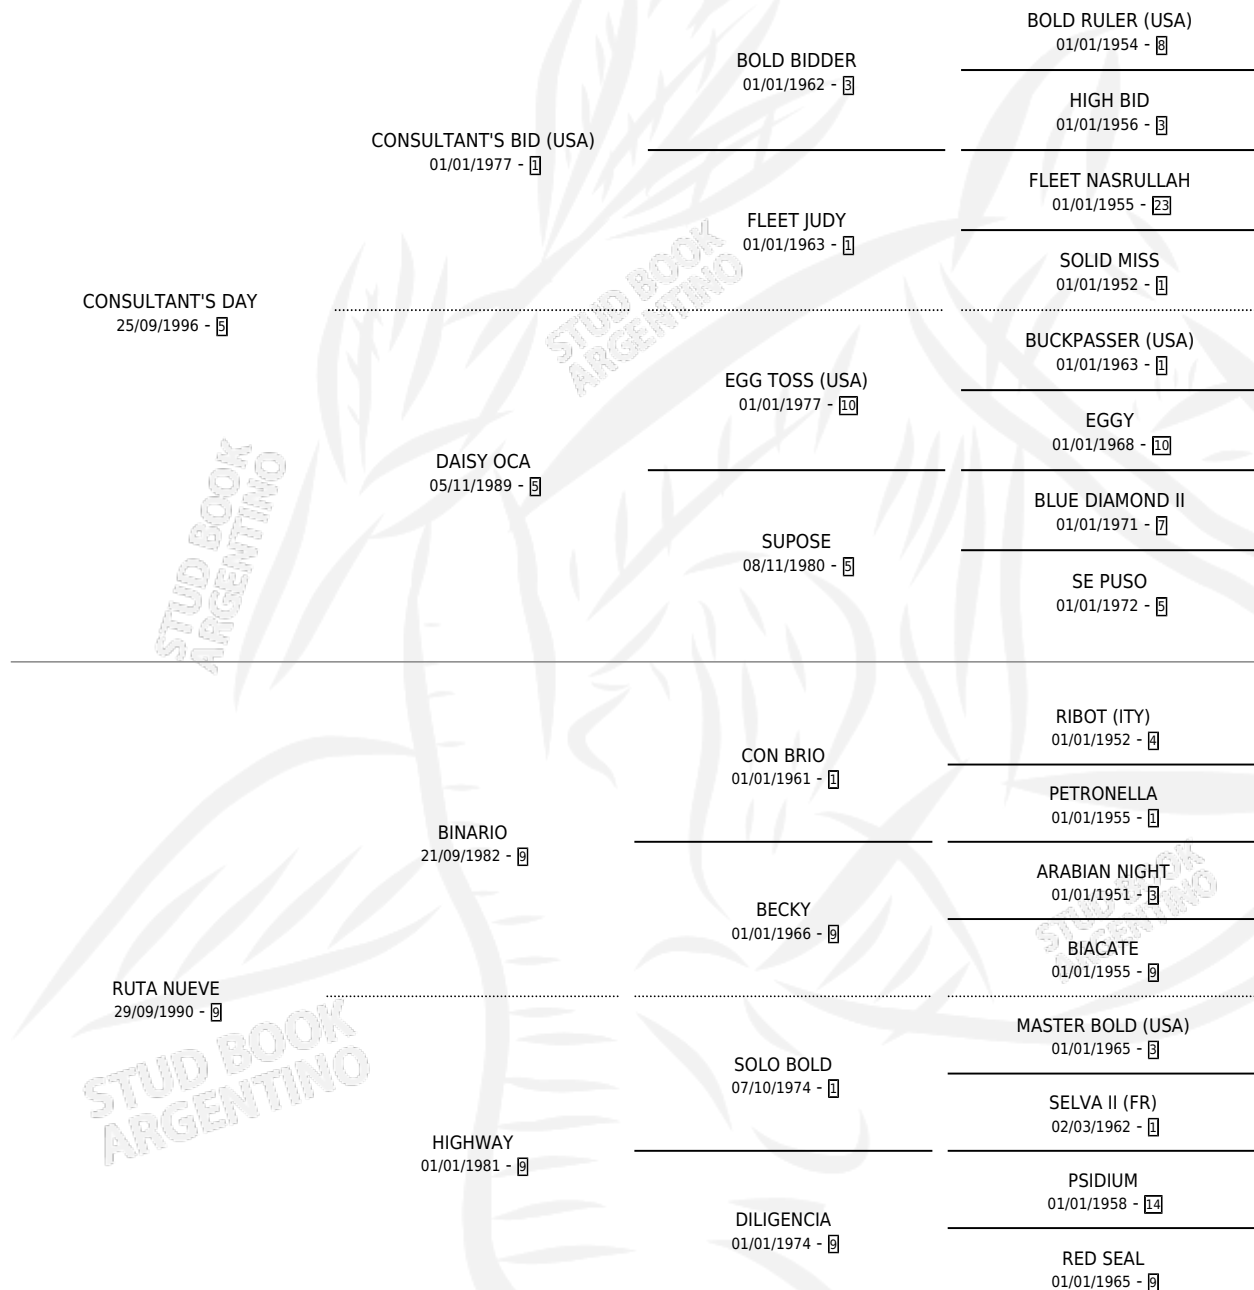 BOLD RULER (USA)
01/01/1954 - 8
BOLD BIDDER
01/01/1962 - 3
HIGH BID
01/01/1956 - 3
CONSULTANT'S BID (USA)
01/01/1977 - 1
FLEET NASRULLAH
01/01/1955 - 23
FLEET JUDY
01/01/1963 - 1
SOLID MISS
01/01/1952 - 1
CONSULTANT'S DAY
25/09/1996 - 5
BUCKPASSER (USA)
01/01/1963 - 1
EGG TOSS (USA)
01/01/1977 - 10
EGGY
01/01/1968 - 10
DAISY OCA
05/11/1989 - 5
BLUE DIAMOND II
01/01/1971 - 7
SUPOSE
08/11/1980 - 5
SE PUSO
01/01/1972 - 5
RIBOT (ITY)
01/01/1952 - 4
CON BRIO
01/01/1961 - 1
PETRONELLA
01/01/1955 - 1
BINARIO
21/09/1982 - 9
ARABIAN NIGHT
01/01/1951 - 3
BECKY
01/01/1966 - 9
BIACATE
01/01/1955 - 9
RUTA NUEVE
29/09/1990 - 9
MASTER BOLD (USA)
01/01/1965 - 3
SOLO BOLD
07/10/1974 - 1
SELVA II (FR)
02/03/1962 - 1
HIGHWAY
01/01/1981 - 9
PSIDIUM
01/01/1958 - 14
DILIGENCIA
01/01/1974 - 9
RED SEAL
01/01/1965 - 9
STUD BOOK
ARGENTINO
STUD BOOK
ARGENTINO
STUD BOOK
ARGENTINO
STUD BOOK
ARGENTINO